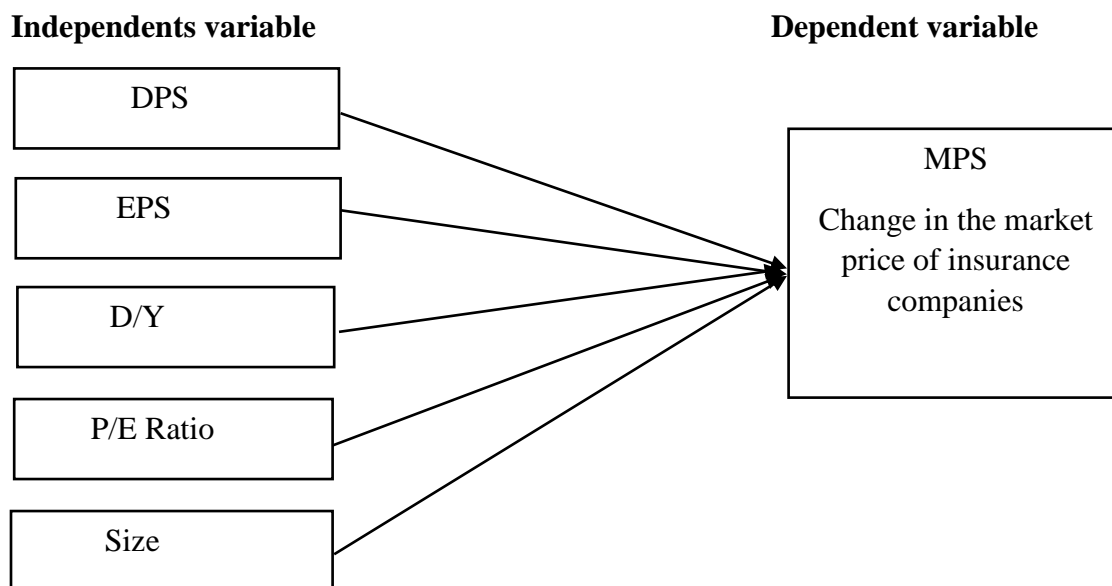 Independents variable
Dependent variable
DPS
EPS
D/Y
P/E Ratio
Size
MPS
Change in the market
price of insurance
companies